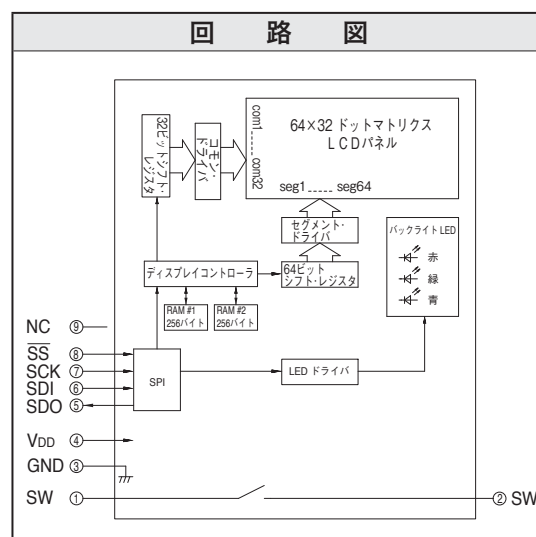 回 路 図
32ビットシフト・
レジスタ
コモン・
ドライバ
com1
com32
64×32 ドットマトリクス
LCDパネル
seg1 seg64
セグメント・
ドライバ
バックライトLED
赤
緑
青
ディスプレイコントローラ
64ビット
シフト・レジスタ
RAM #1
256バイト
RAM #2
256バイト
NC ⑨
SS ⑧
SCK ⑦
SDI ⑥
SDO ⑤
SPI
LED ドライバ
VDD ④
GND ③
SW ①
② SW